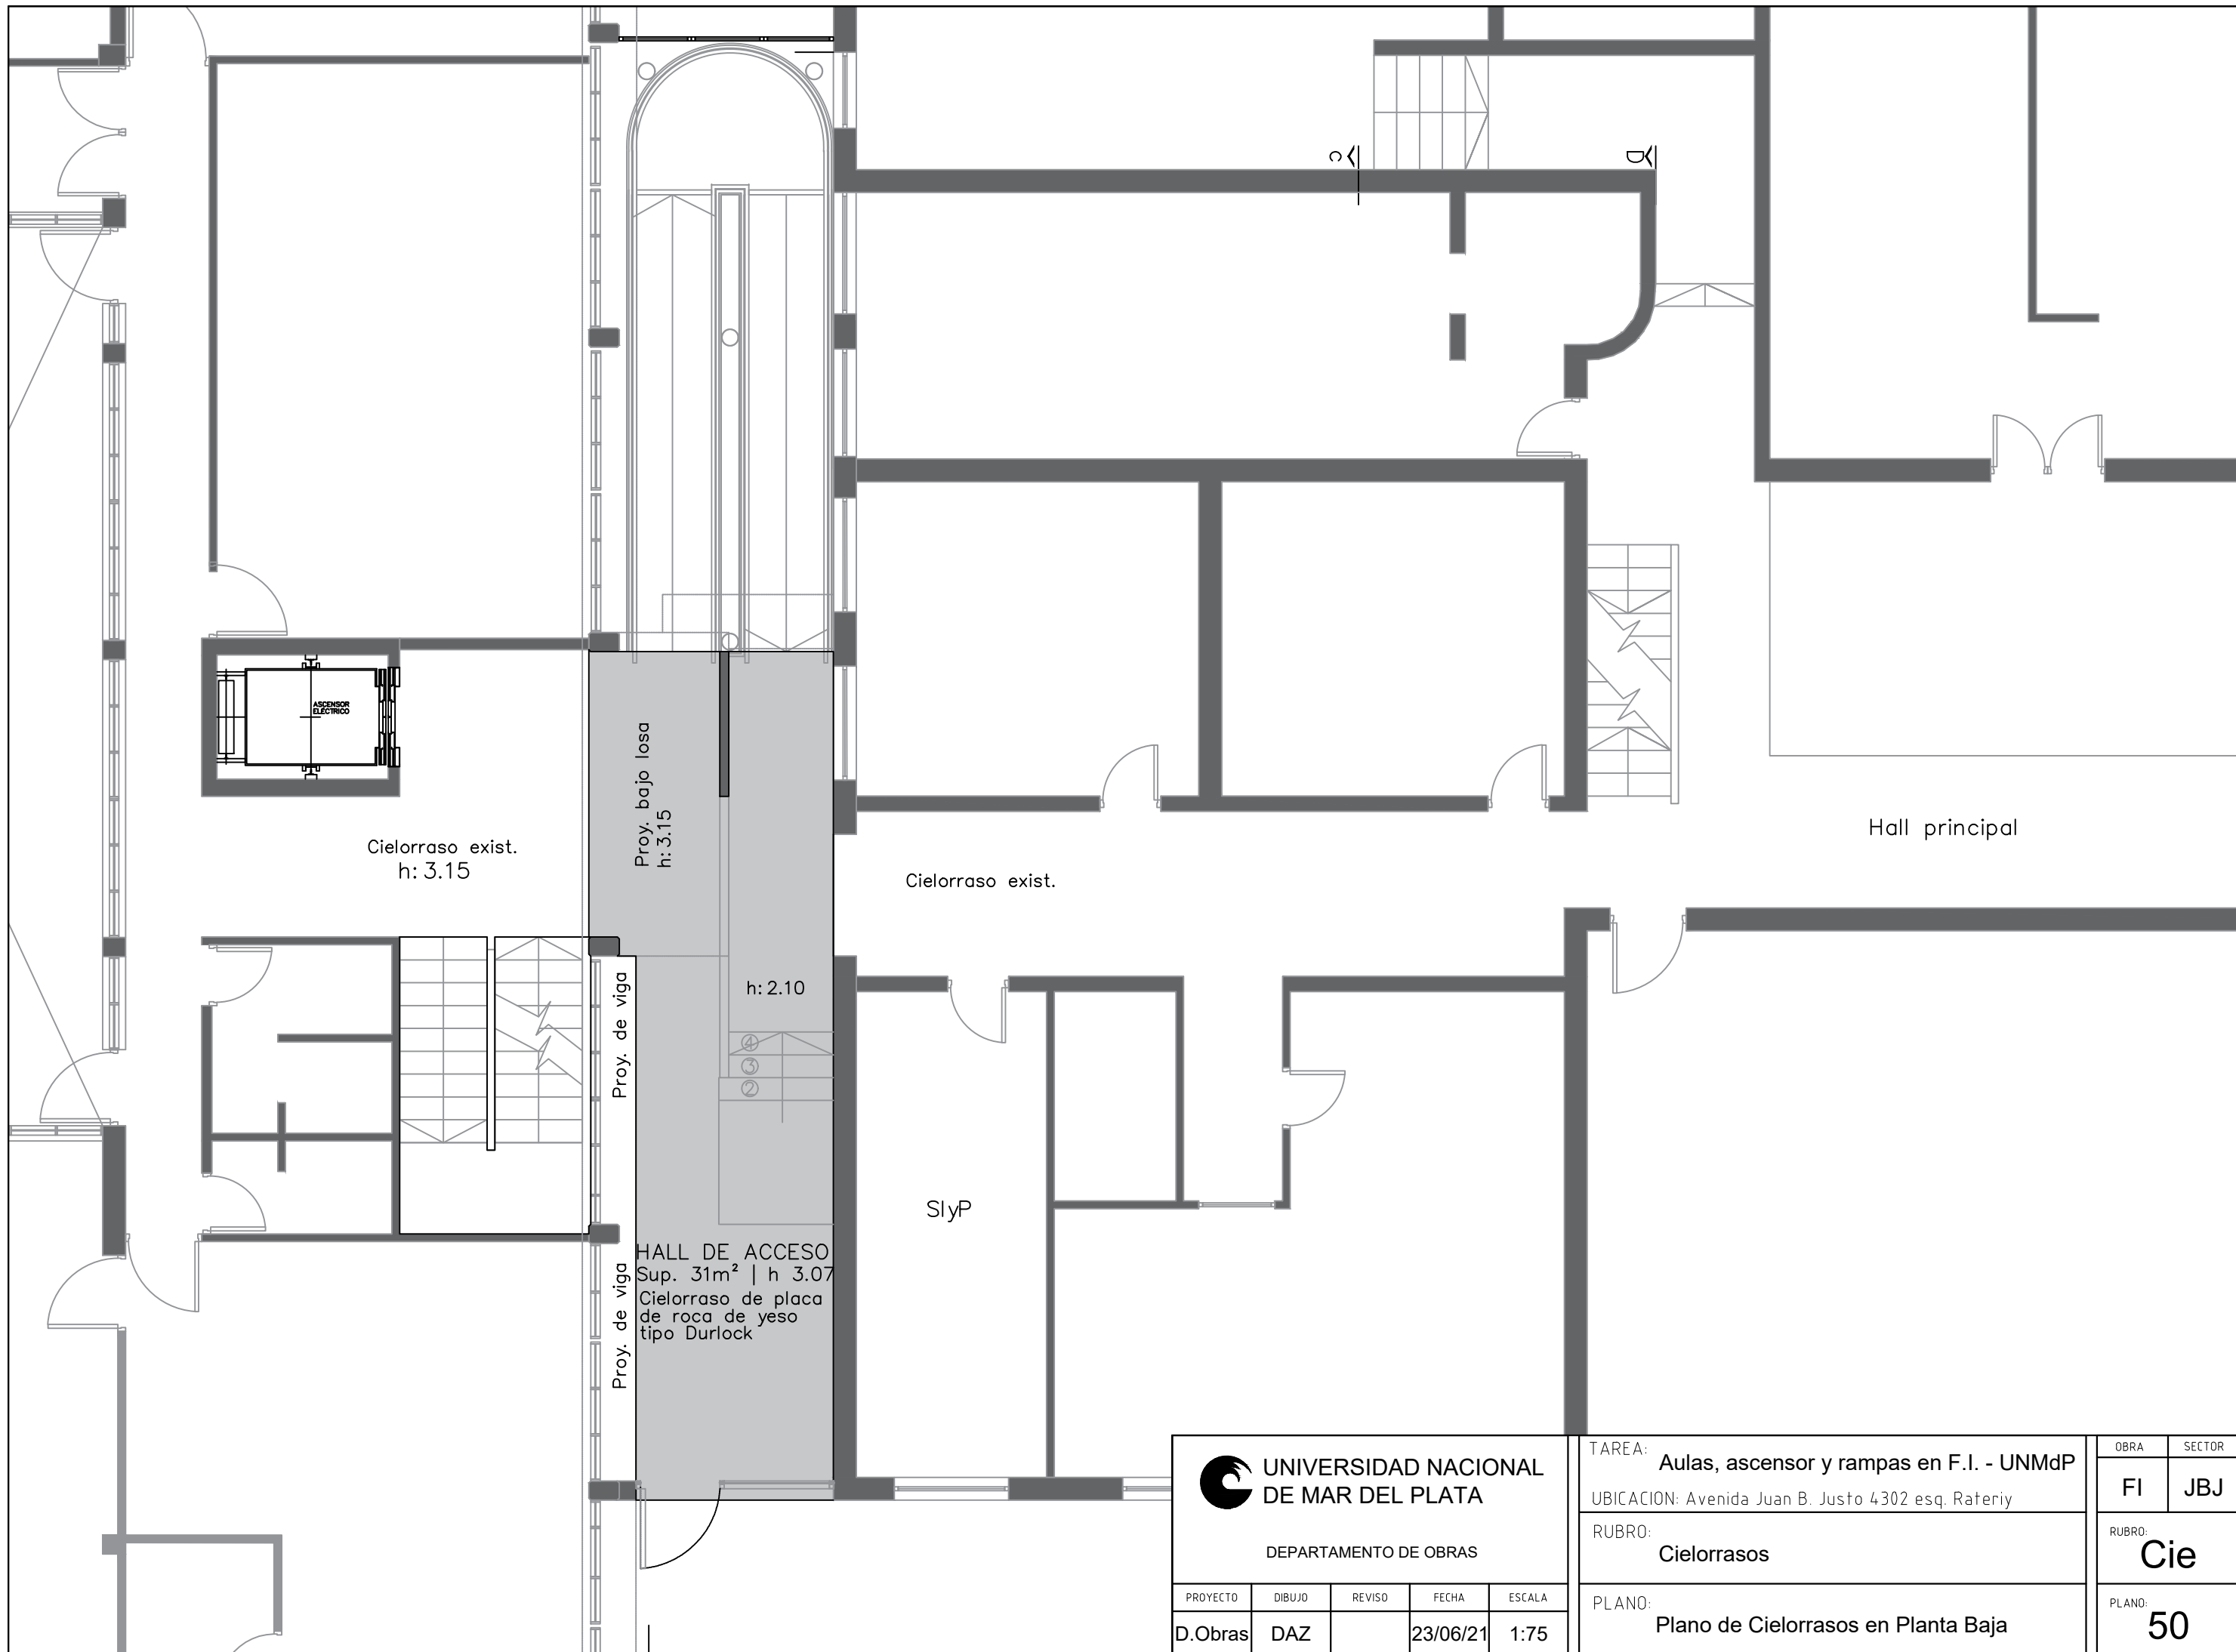 C
D
ASCENSOR
ELÉCTRICO
Proy. bajo losa
h: 3.15
Cielorraso exist.
h: 3.15
Cielorraso exist.
Hall principal
h: 2.10
Proy. de viga
4
3
2
SIyP
HALL DE ACCESO
Sup. 31m² | h 3.07
Cielorraso de placa
de roca de yeso
tipo Durlock
Proy. de viga
UNIVERSIDAD NACIONAL
DE MAR DEL PLATA
DEPARTAMENTO DE OBRAS
PROYECTO DIBUJO REVISO FECHA ESCALA
D.Obras DAZ 23/06/21 1:75
TAREA: Aulas, ascensor y rampas en F.I. - UNMdP
UBICACION: Avenida Juan B. Justo 4302 esq. Rateriy
RUBRO:
Cielorrasos
PLANO:
Plano de Cielorrasos en Planta Baja
OBRA SECTOR
FI JBJ
RUBRO:
Cie
PLANO:
50